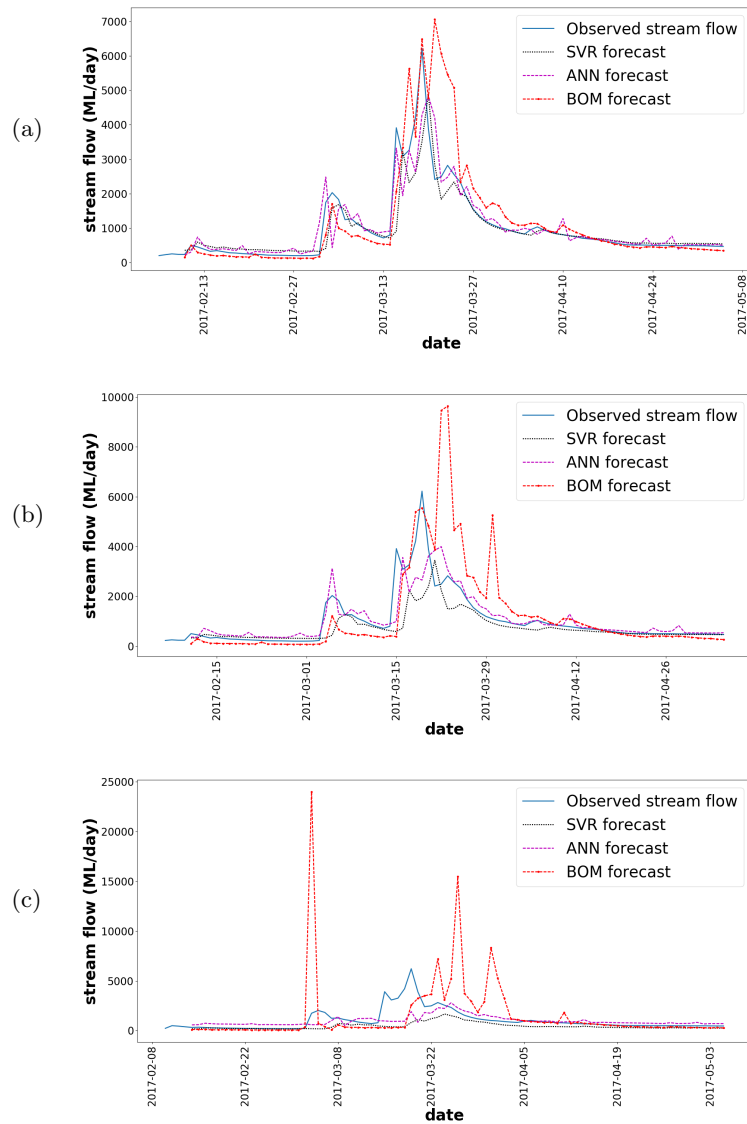 (a)
stream flow (ML/day)
7000
6000
5000
4000
3000
2000
1000
0
Observed stream flow
SVR forecast
ANN forecast
BOM forecast
2017-02-13
2017-02-27
2017-03-13
2017-03-27
2017-04-10
2017-04-24
2017-05-08
date
(b)
stream flow (ML/day)
10000
8000
6000
4000
2000
0
Observed stream flow
SVR forecast
ANN forecast
BOM forecast
2017-02-15
2017-03-01
2017-03-15
2017-03-29
2017-04-12
2017-04-26
date
(c)
stream flow (ML/day)
25000
20000
15000
10000
5000
0
Observed stream flow
SVR forecast
ANN forecast
BOM forecast
2017-02-08
2017-02-22
2017-03-08
2017-03-22
2017-04-05
2017-04-19
2017-05-03
date